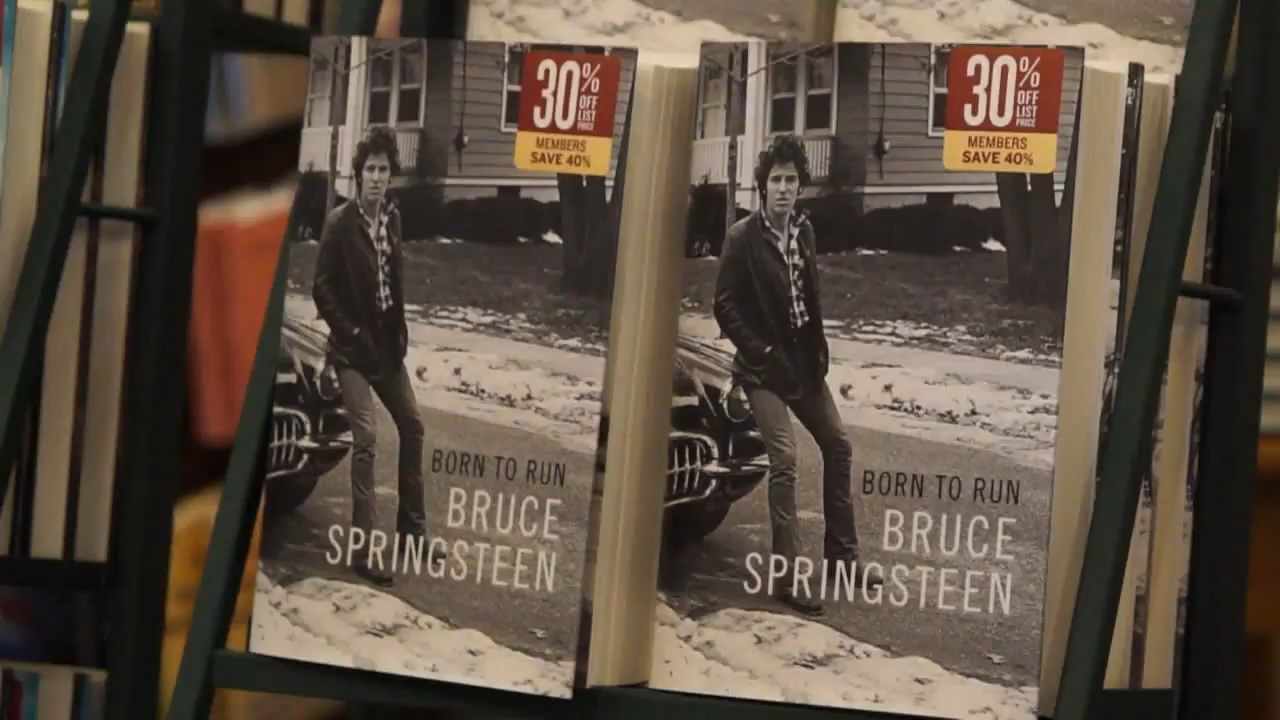 30%
OFF
LIST
PRICE
MEMBERS
SAVE 40%
BORN TO RUN
BRUCE
SPRINGSTEEN
30%
OFF
LIST
PRICE
MEMBERS
SAVE 40%
BORN TO RUN
BRUCE
SPRINGSTEEN